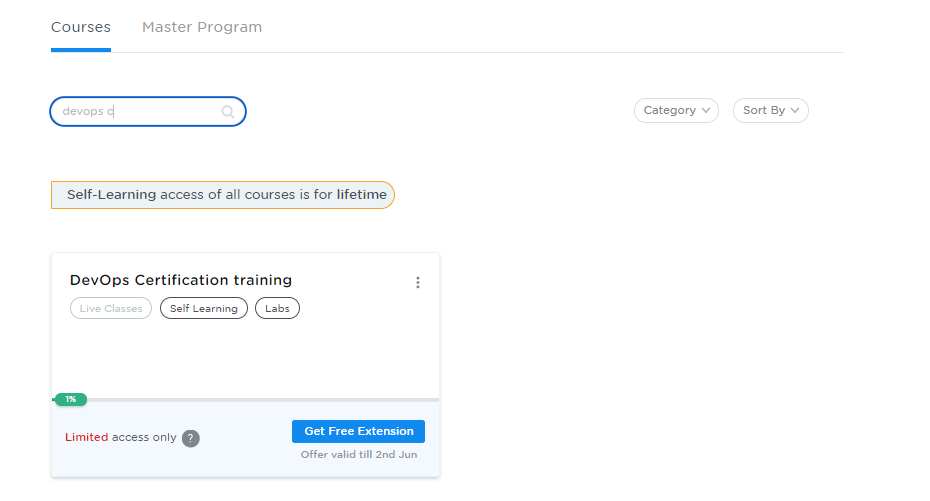 Courses Master Program
devops c
Category Sort By
Self-Learning access of all courses is for lifetime
DevOps Certification training
Live Classes Self Learning Labs
1%
Limited access only ? Get Free Extension
Offer valid till 2nd Jun